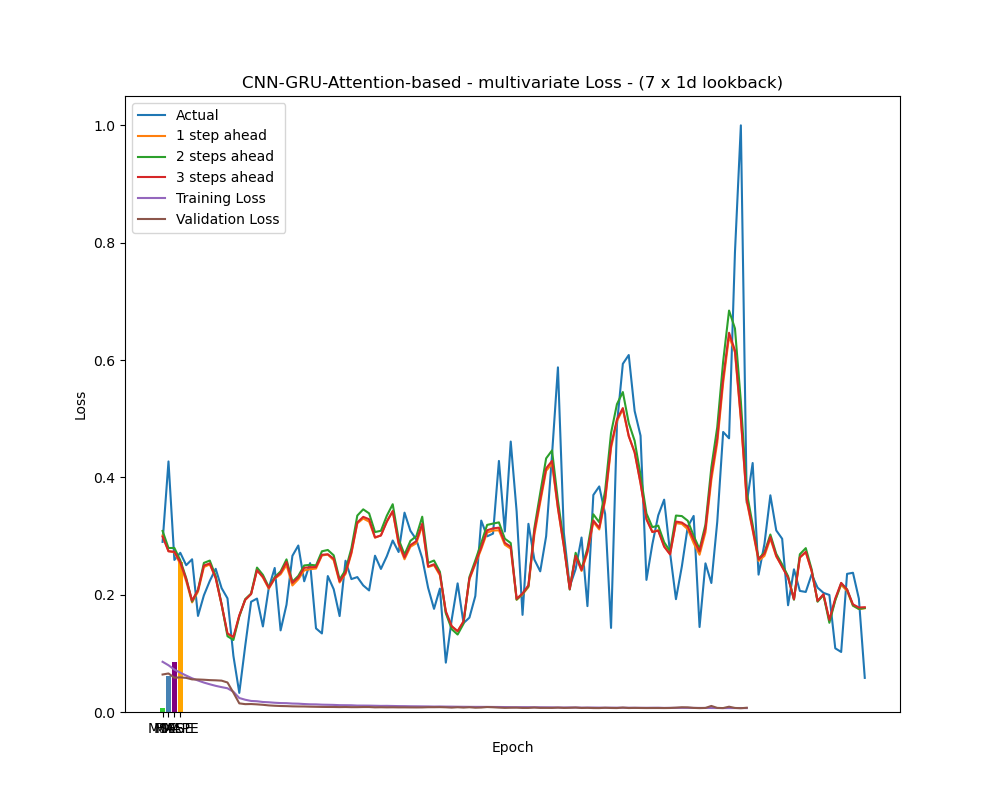 CNN-GRU-Attention-based - multivariate Loss - (7 x 1d lookback)
Actual
1 step ahead
2 steps ahead
3 steps ahead
Training Loss
Validation Loss
1.0
0.8
0.6
0.4
0.2
0.0
Loss
Epoch